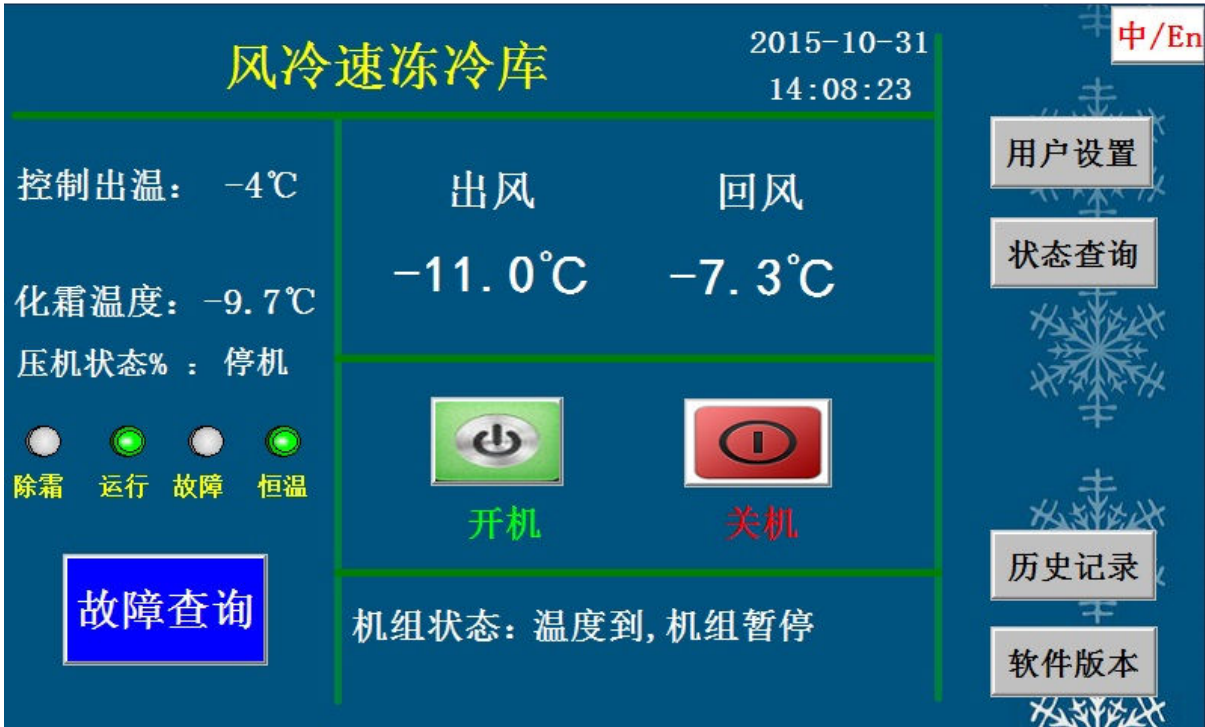 中/En
风冷速冻冷库
2015-10-31
14:08:23
控制出温： -4℃
化霜温度：-9.7℃
压机状态% ：停机
除霜 运行 故障 恒温
故障查询
出风 回风
-11.0℃ -7.3℃
开机 关机
机组状态：温度到,机组暂停
用户设置
状态查询
历史记录
软件版本